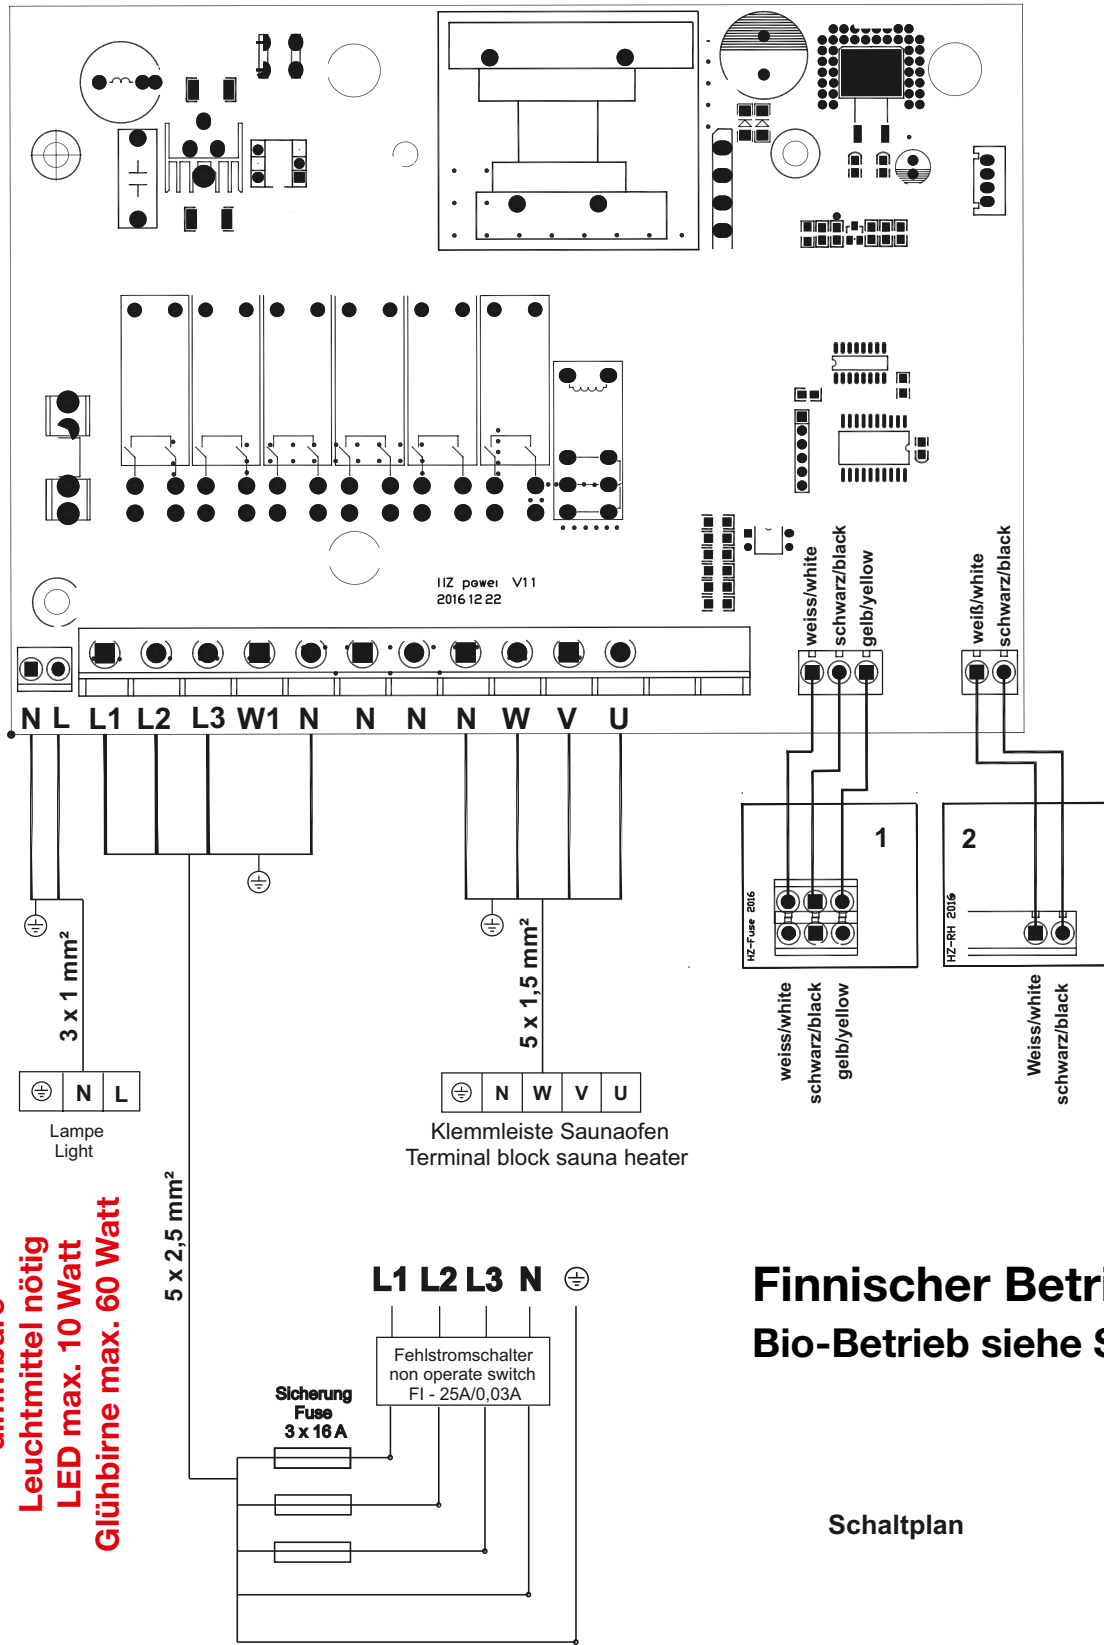 HZ power V1.1
2016 12 22
weiss/white
schwarz/black
gelb/yellow
weiß/white
schwarz/black
N L L1 L2 L3 W1 N N N N W V U
1
2
HZ-Fuse 2016
HZ-RH 2016
weiss/white
schwarz/black
gelb/yellow
Weiss/white
schwarz/black
3 x 1 mm²
5 x 1,5 mm²
N L
Lampe
Light
N W V U
Klemmleiste Saunaofen
Terminal block sauna heater
5 x 2,5 mm²
Leuchtmittel nötig
LED max. 10 Watt
Glühbirne max. 60 Watt
L1 L2 L3 N
Fehlstromschalter
non operate switch
FI - 25A/0,03A
Sicherung
Fuse
3 x 16 A
Finnischer Betri
Bio-Betrieb siehe S
Schaltplan